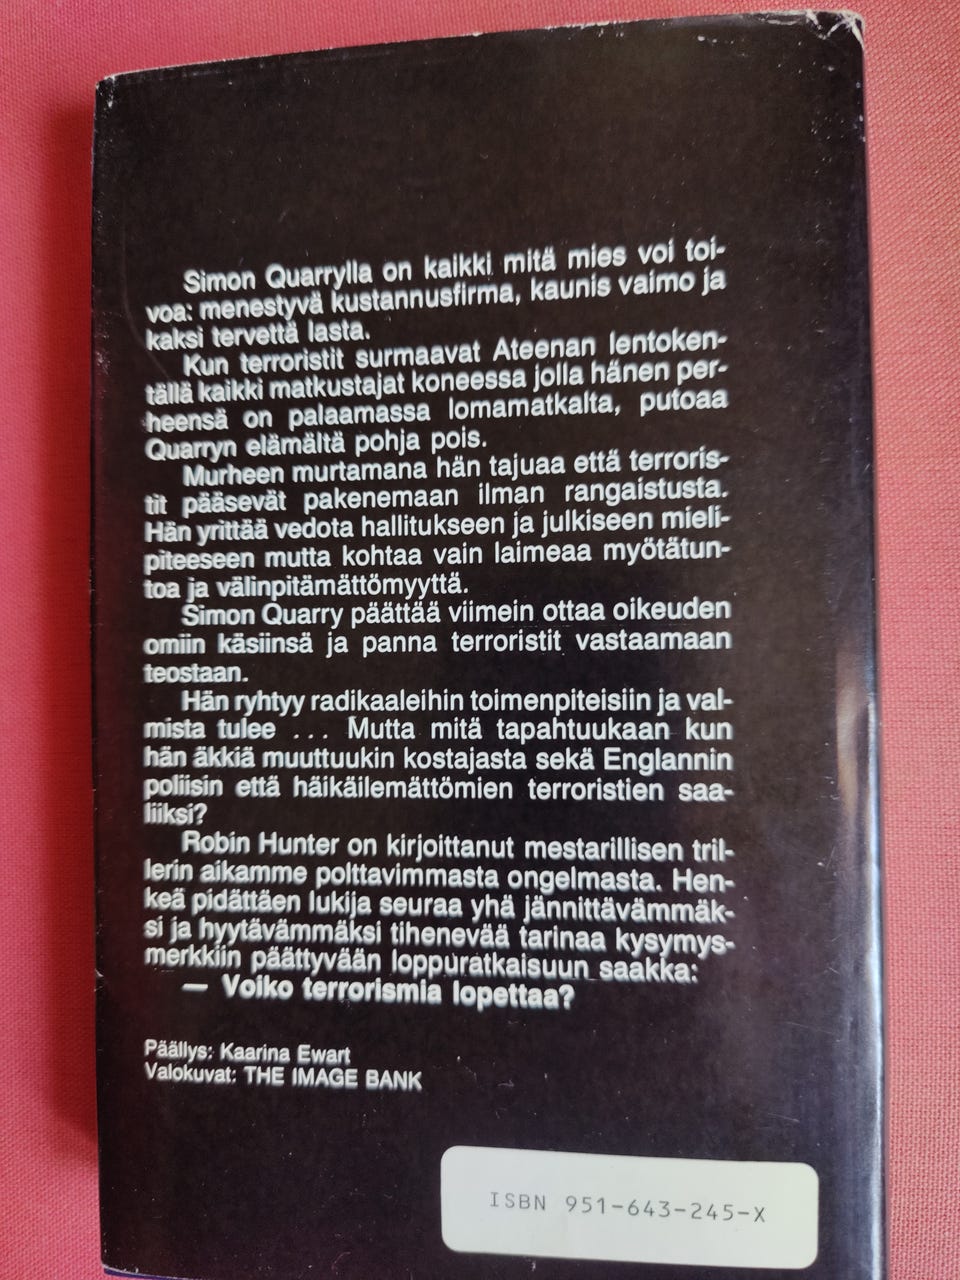 Simon Quarrylla on kaikki mitä mies voi toi-
voa: menestyvä kustannusfirma, kaunis vaimo ja
kaksi tervettä lasta.
Kun terroristit surmaavat Ateenan lentoken-
tällä kaikki matkustajat koneessa jolla hänen per-
heensä on palaamassa lomamatkalta, putoaa
Quarryn elämältä pohja pois.
Murheen murtamana hän tajuaa että terroris-
tit pääsevät pakenemaan ilman rangaistusta.
Hän yrittää vedota hallitukseen ja julkiseen mieli-
piteeseen mutta kohtaa vain laimeaa myötätun-
toa ja välinpitämättömyyttä.
Simon Quarry päättää viimein ottaa oikeuden
omiin käsiinsä ja panna terroristit vastaamaan
teostaan.
Hän ryhtyy radikaaleihin toimenpiteisiin ja val-
mista tulee ... Mutta mitä tapahtuukaan kun
hän äkkiä muuttuukin kostajasta sekä Englannin
poliisin että häikäilemättömien terroristien saa-
liiksi?
Robin Hunter on kirjoittanut mestarillisen tril-
lerin aikamme polttavimmasta ongelmasta. Hen-
keä pidättäen lukija seuraa yhä jännittävämmäk-
si ja hyytävämmäksi tihenevää tarinaa kysymys-
merkkiin päättyvään loppuratkaisuun saakka:
— Voiko terrorismia lopettaa?
Päällys: Kaarina Ewart
Valokuvat: THE IMAGE BANK
ISBN 951-643-245-X